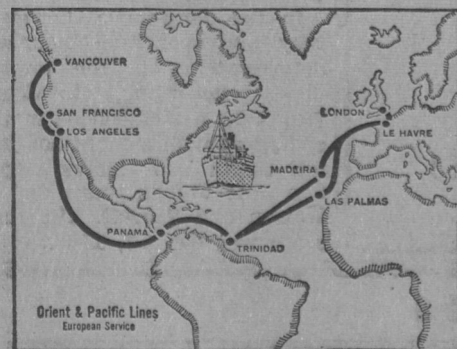 VANCOUVER
SAN FRANCISCO
LOS ANGELES
LONDON
LE HAVRE
MADEIRA
LAS PALMAS
PANAMA
TRINIDAD
Orient & Pacific Lines
European Service